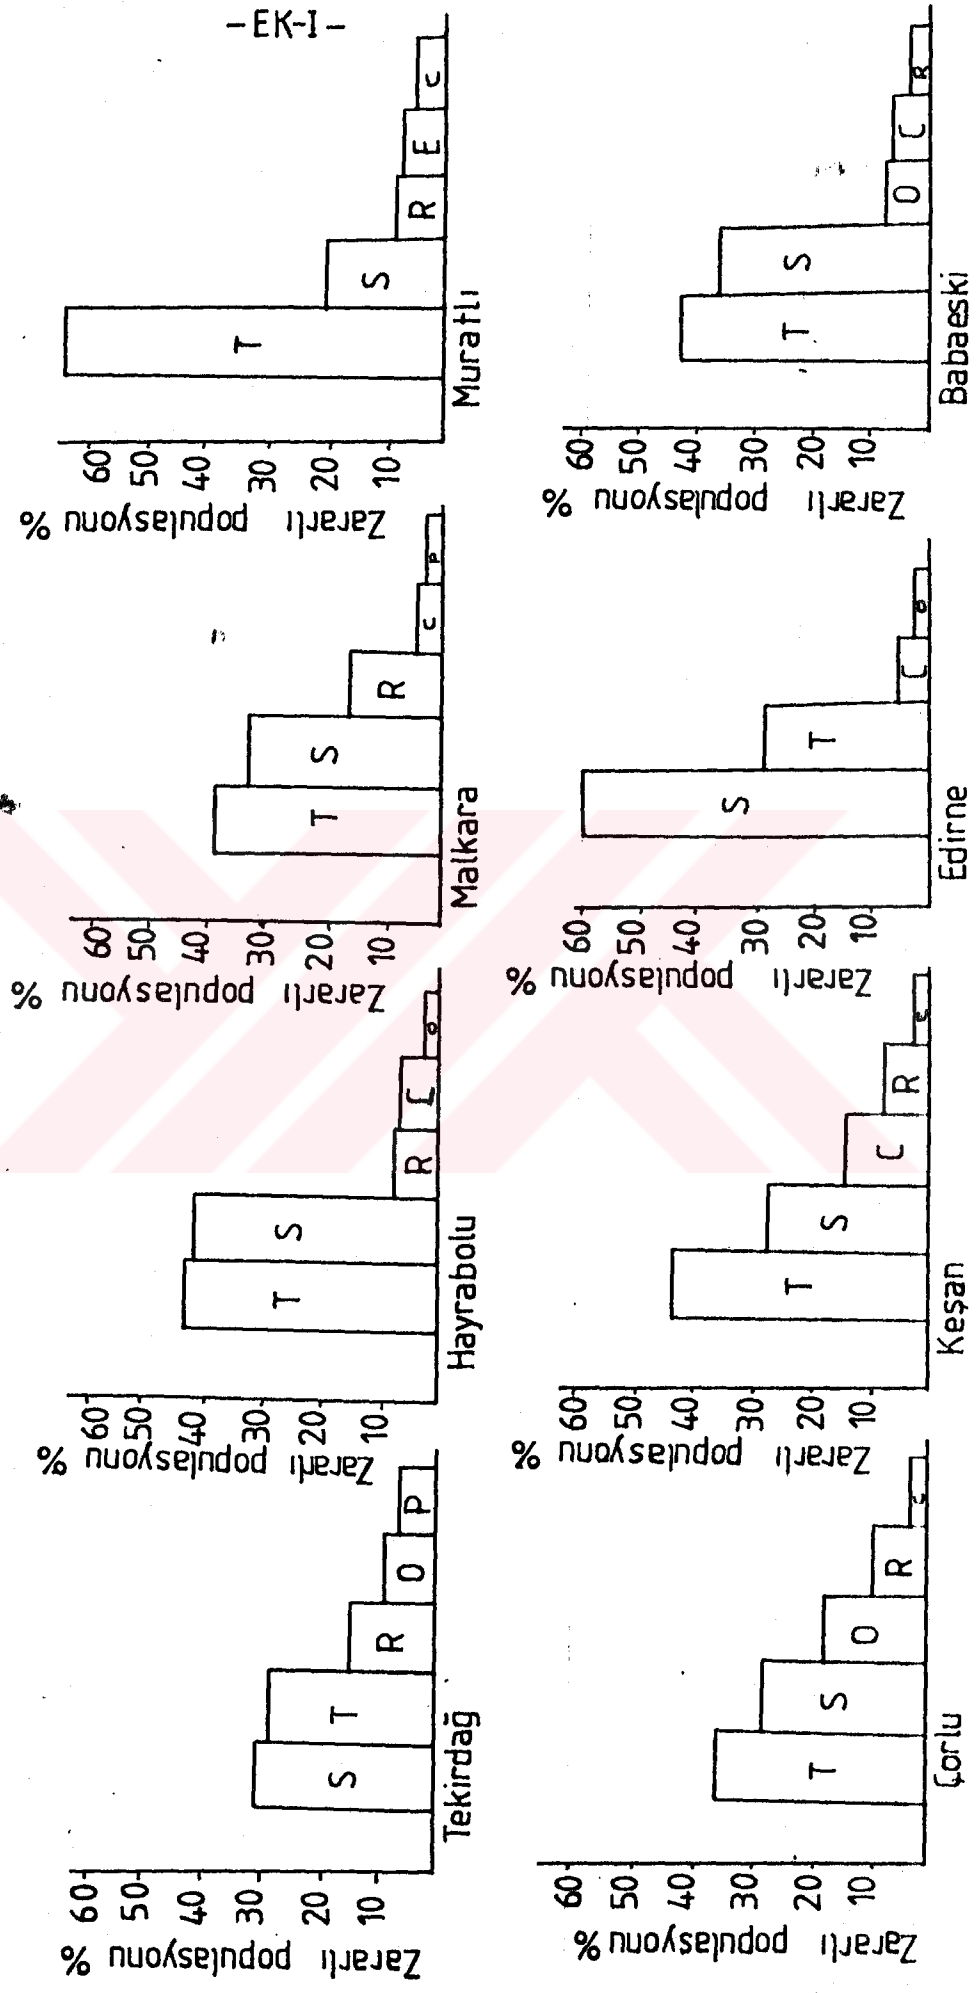 -EK-I-
Zararlı populasyonu %
60
50
40
30
20
10
S
T
R
O
P
Tekirdağ
Zararlı populasyonu %
60
50
40
30
20
10
T
S
R
C
O
Hayrabolu
Zararlı populasyonu %
60
50
40
30
20
10
T
S
R
C
P
Malkara
Zararlı populasyonu %
60
50
40
30
20
10
T
S
R
E
C
Muratlı
Zararlı populasyonu %
60
50
40
30
20
10
T
S
O
R
Çorlu
Zararlı populasyonu %
60
50
40
30
20
10
T
S
C
R
Keşan
Zararlı populasyonu %
60
50
40
30
20
10
S
T
C
O
Edirne
Zararlı populasyonu %
60
50
40
30
20
10
T
S
O
C
R
Babaeski